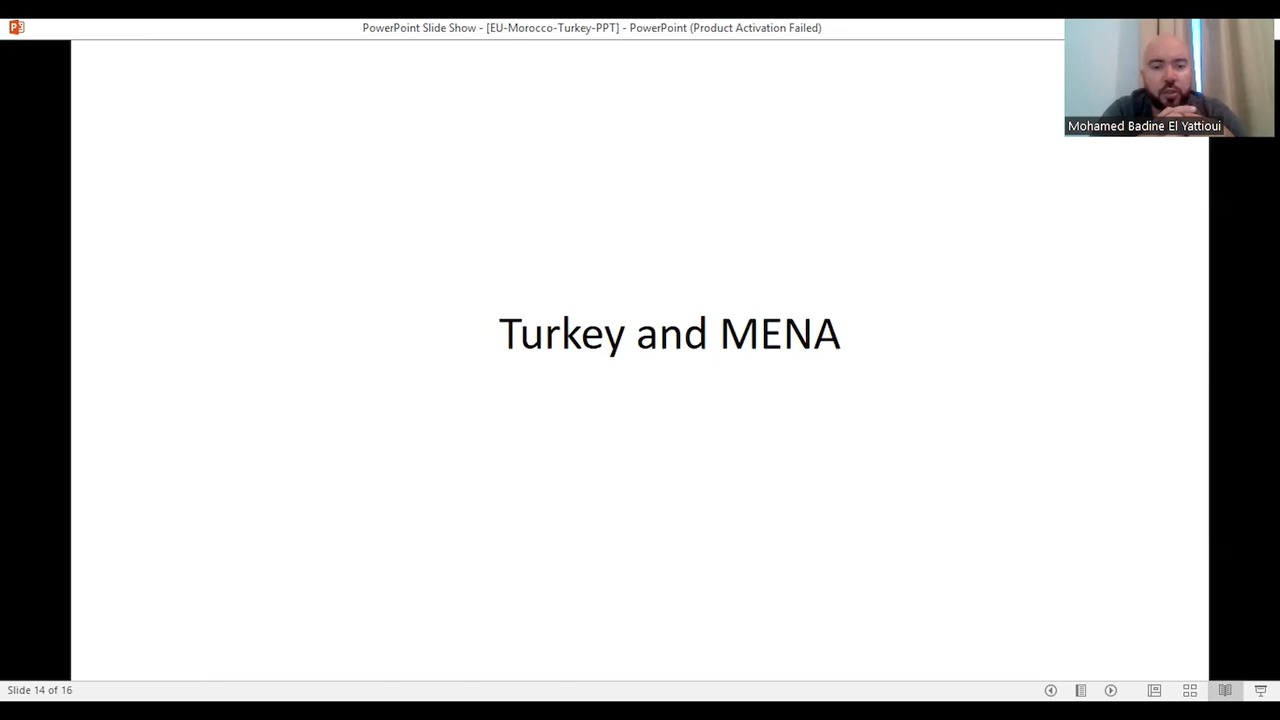 PowerPoint Slide Show - [EU-Morocco-Turkey-PPT] - PowerPoint (Product Activation Failed)
Mohamed Badine El Yattioui
Turkey and MENA
Slide 14 of 16